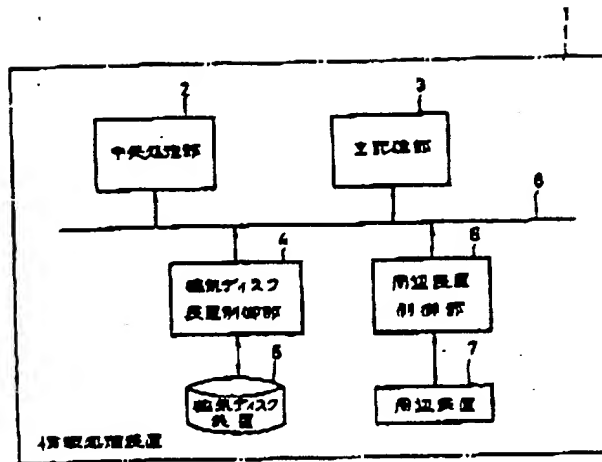 1
2
3
中央処理部
主記憶部
6
4
8
磁気ディスク
装置制御部
周辺装置
制御部
5
7
磁気ディスク
装置
周辺装置
情報処理装置